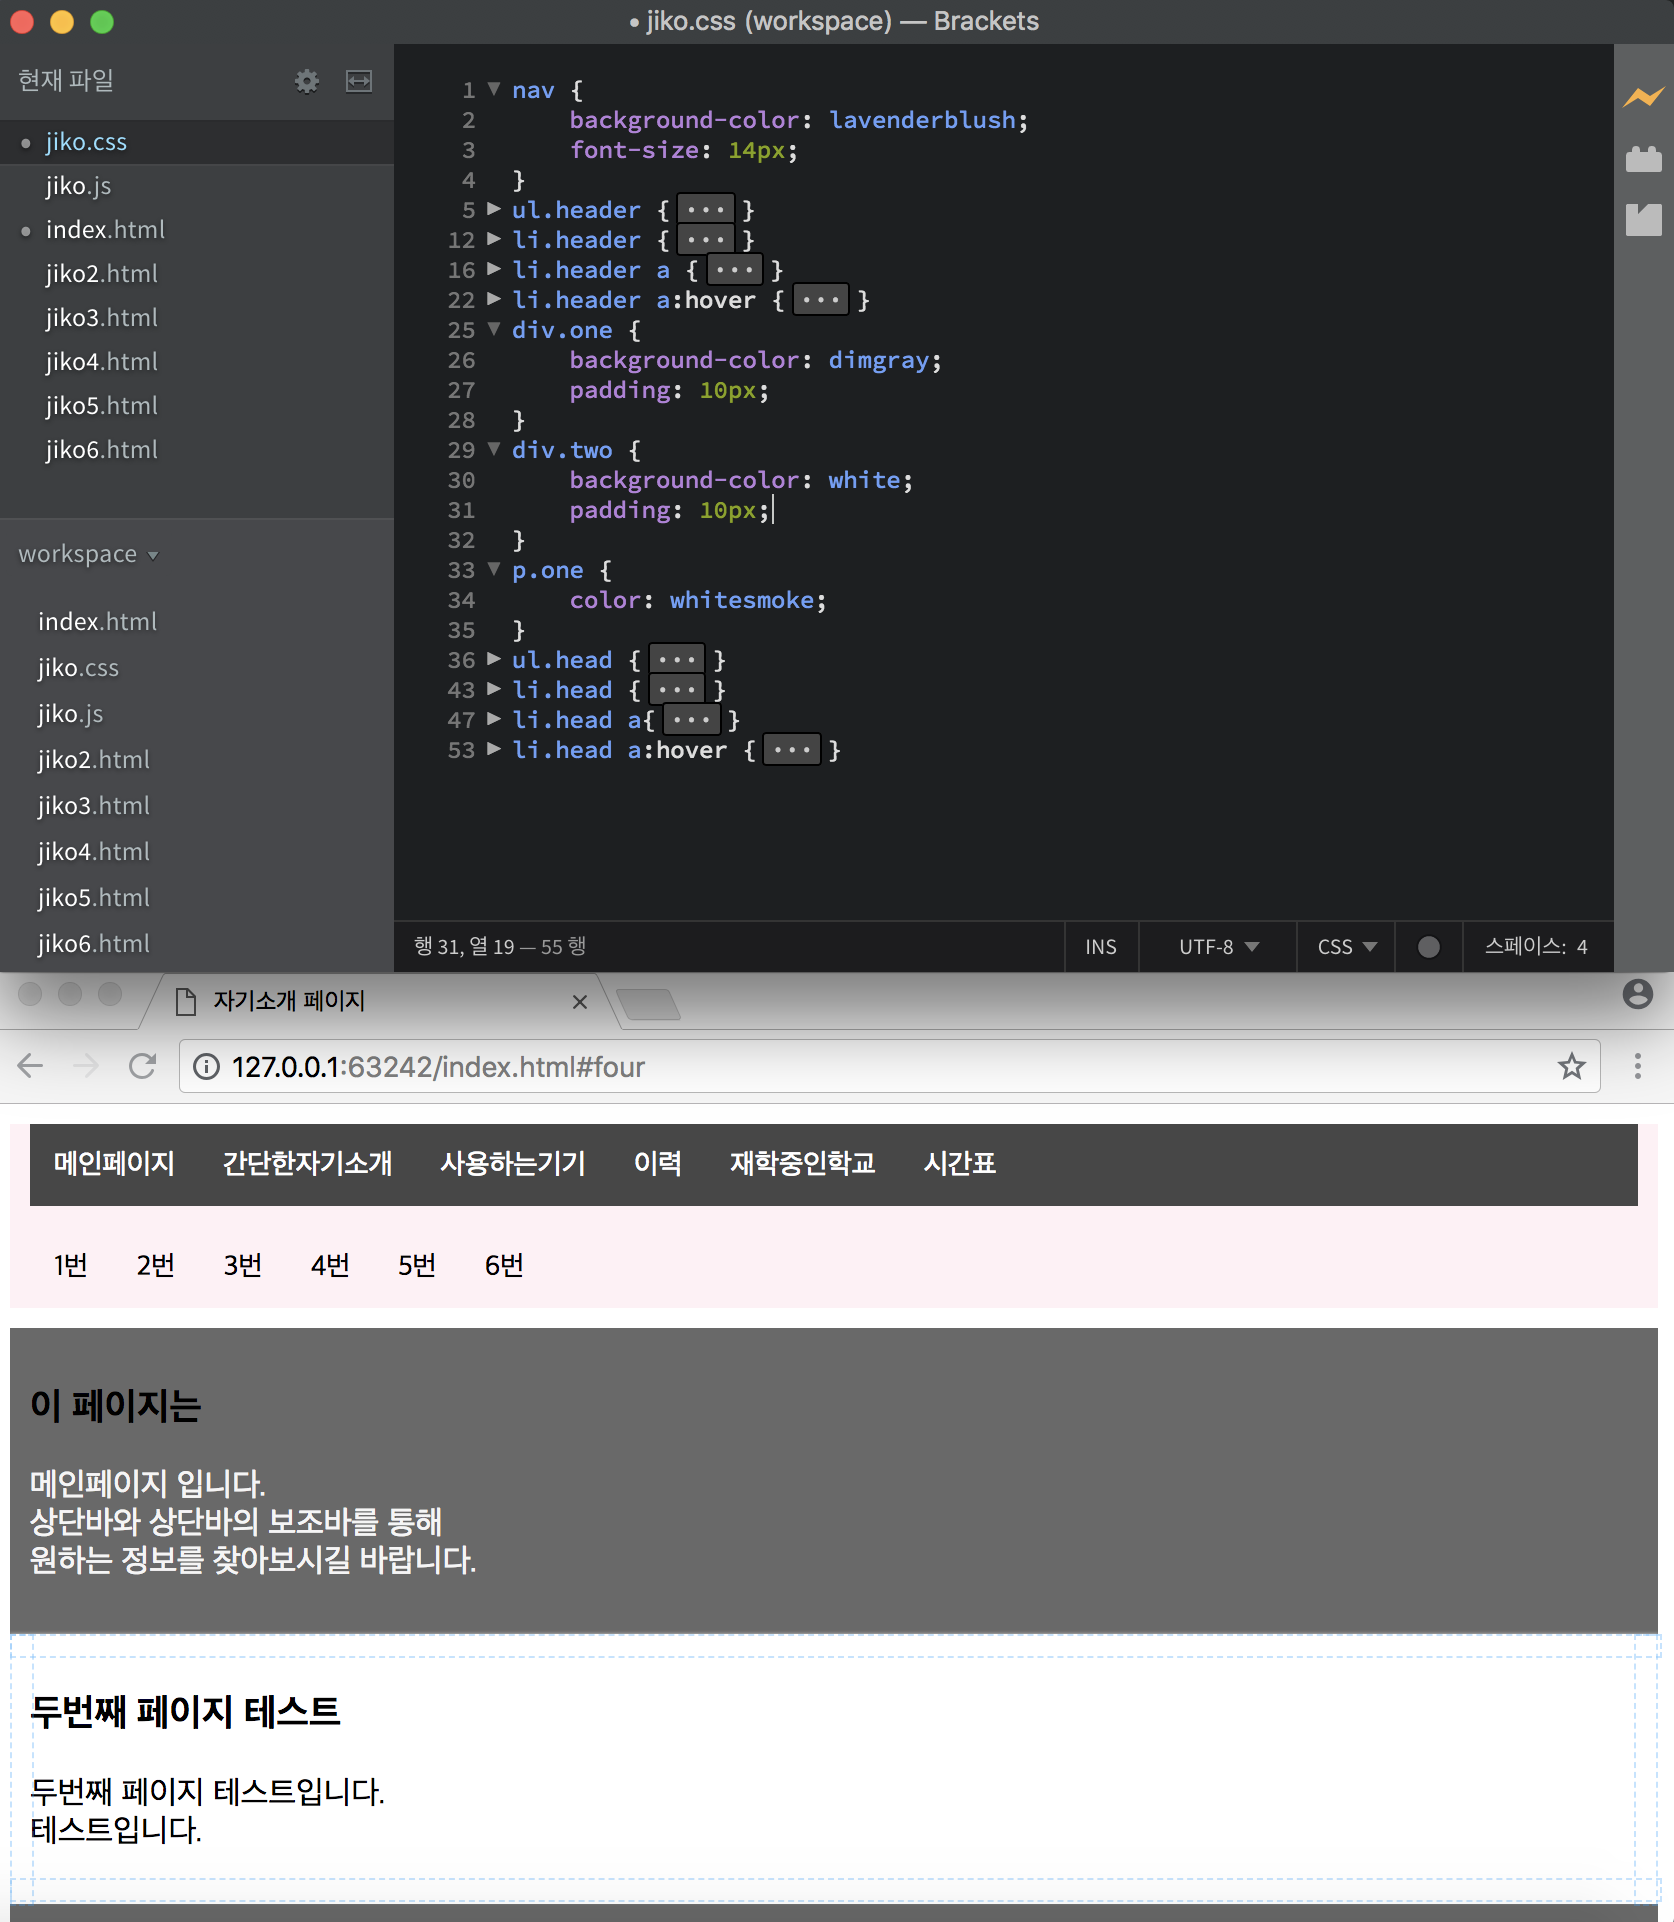 • jiko.css (workspace) — Brackets
현재 파일
jiko.css
jiko.js
index.html
jiko2.html
jiko3.html
jiko4.html
jiko5.html
jiko6.html
workspace
index.html
jiko.css
jiko.js
jiko2.html
jiko3.html
jiko4.html
jiko5.html
jiko6.html
1 nav {
2 background-color: lavenderblush;
3 font-size: 14px;
4 }
5 ul.header { ... }
12 li.header { ... }
16 li.header a { ... }
22 li.header a:hover { ... }
25 div.one {
26 background-color: dimgray;
27 padding: 10px;
28 }
29 div.two {
30 background-color: white;
31 padding: 10px;
32 }
33 p.one {
34 color: whitesmoke;
35 }
36 ul.head { ... }
43 li.head { ... }
47 li.head a{ ... }
53 li.head a:hover { ... }
행 31, 열 19 — 55 행
INS UTF-8 CSS 스페이스: 4
자기소개 페이지
127.0.0.1:63242/index.html#four
메인페이지 간단한자기소개 사용하는기기 이력 재학중인학교 시간표
1번 2번 3번 4번 5번 6번
이 페이지는
메인페이지 입니다.
상단바와 상단바의 보조바를 통해
원하는 정보를 찾아보시길 바랍니다.
두번째 페이지 테스트
두번째 페이지 테스트입니다.
테스트입니다.